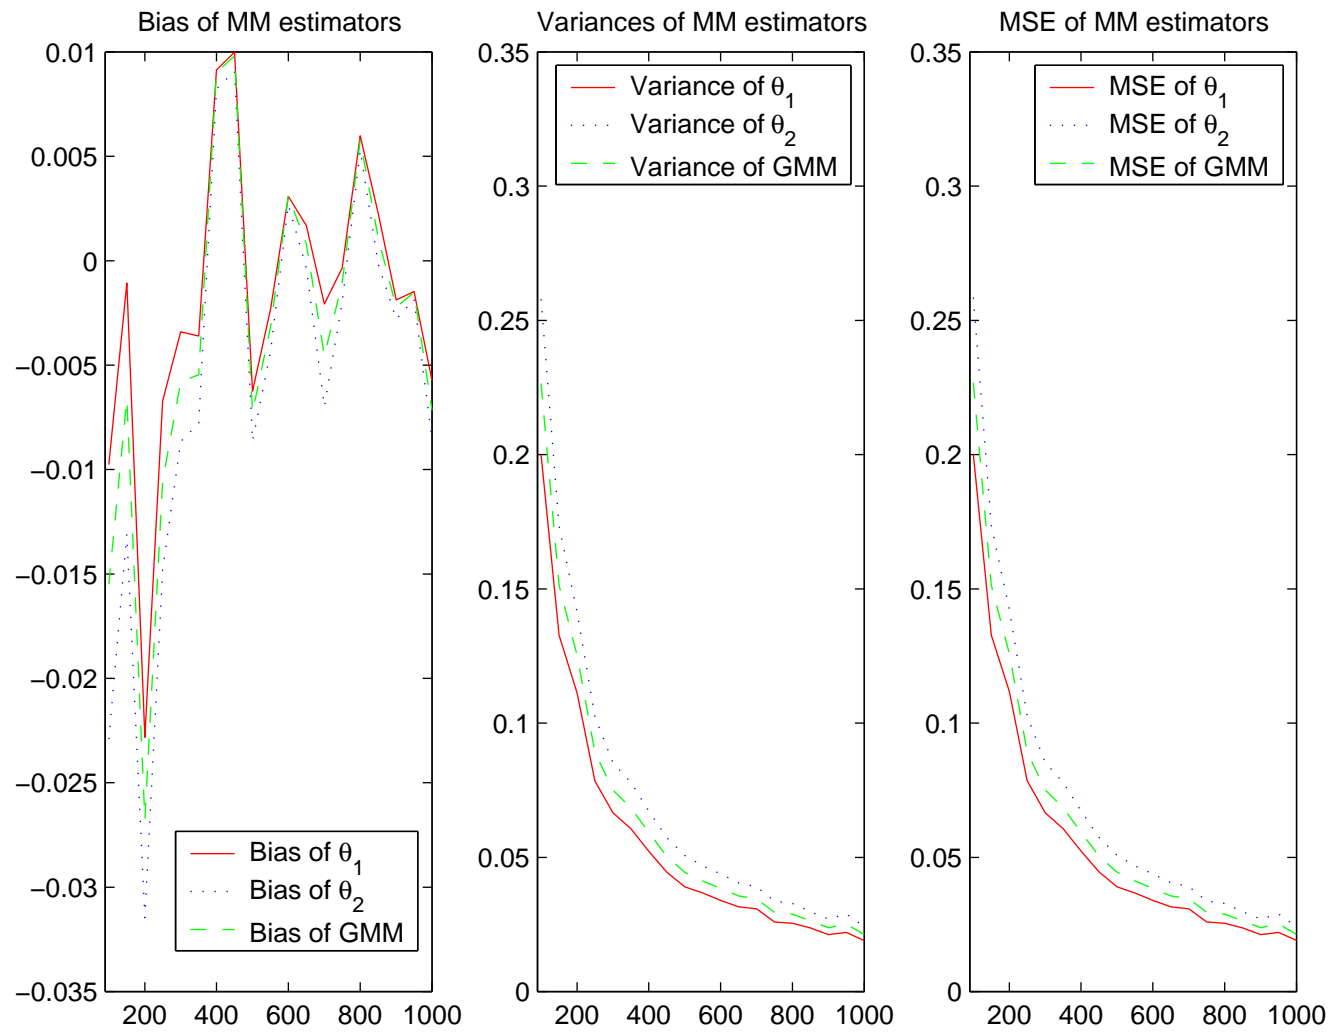 Bias of MM estimators
0.01
0.005
0
−0.005
−0.01
−0.015
−0.02
−0.025
−0.03
−0.035
200 400 600 800 1000
Bias of θ1
Bias of θ2
Bias of GMM
Variances of MM estimators
0.35
0.3
0.25
0.2
0.15
0.1
0.05
0
200 400 600 800 1000
Variance of θ1
Variance of θ2
Variance of GMM
MSE of MM estimators
0.35
0.3
0.25
0.2
0.15
0.1
0.05
0
200 400 600 800 1000
MSE of θ1
MSE of θ2
MSE of GMM